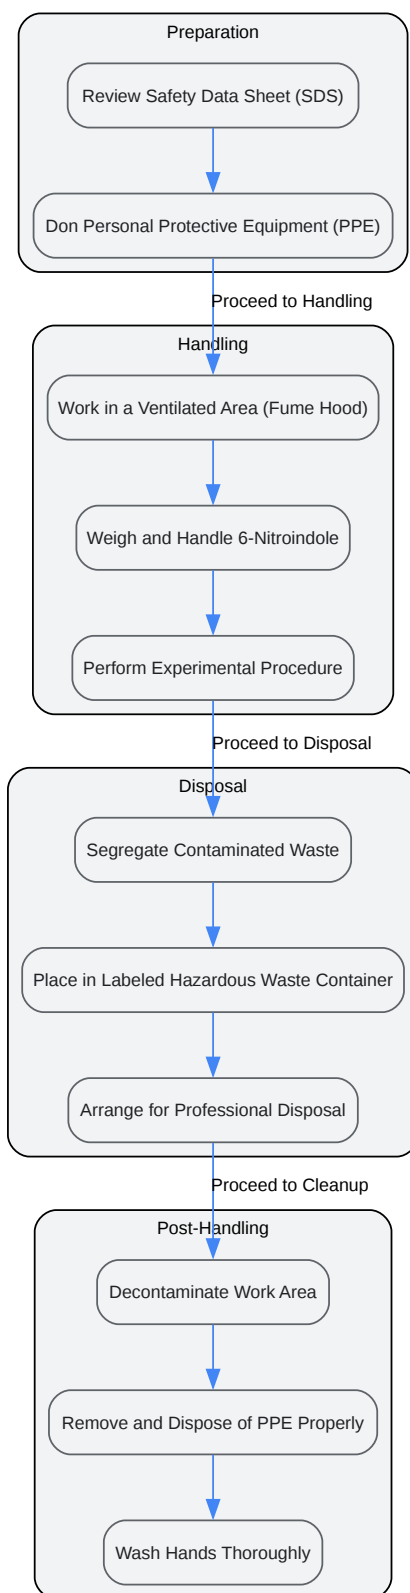 Preparation
Review Safety Data Sheet (SDS)
Don Personal Protective Equipment (PPE)
Proceed to Handling
Handling
Work in a Ventilated Area (Fume Hood)
Weigh and Handle 6-Nitroindole
Perform Experimental Procedure
Proceed to Disposal
Disposal
Segregate Contaminated Waste
Place in Labeled Hazardous Waste Container
Arrange for Professional Disposal
Proceed to Cleanup
Post-Handling
Decontaminate Work Area
Remove and Dispose of PPE Properly
Wash Hands Thoroughly